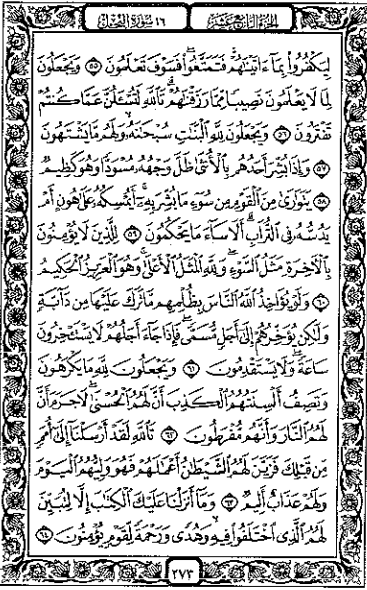 الجزء الرابع عشر
١٦ سورة النحل
لِيَكْفُرُوا۟ بِمَآ ءَاتَيْنَٰهُمْ ۚ فَتَمَتَّعُوا۟ ۖ فَسَوْفَ تَعْلَمُونَ ٥٥ وَيَجْعَلُونَ
لِمَا لَا يَعْلَمُونَ نَصِيبًا مِّمَّا رَزَقْنَٰهُمْ ۗ تَٱللَّهِ لَتُسْـَٔلُنَّ عَمَّا كُنتُمْ
تَفْتَرُونَ ٥٦ وَيَجْعَلُونَ لِلَّهِ ٱلْبَنَٰتِ سُبْحَٰنَهُۥ ۙ وَلَهُم مَّا يَشْتَهُونَ
٥٧ وَإِذَا بُشِّرَ أَحَدُهُم بِٱلْأُنثَىٰ ظَلَّ وَجْهُهُۥ مُسْوَدًّا وَهُوَ كَظِيمٌ
٥٨ يَتَوَٰرَىٰ مِنَ ٱلْقَوْمِ مِن سُوٓءِ مَا بُشِّرَ بِهِۦٓ ۚ أَيُمْسِكُهُۥ عَلَىٰ هُونٍ أَمْ
يَدُسُّهُۥ فِى ٱلتُّرَابِ ۗ أَلَا سَآءَ مَا يَحْكُمُونَ ٥٩ لِلَّذِينَ لَا يُؤْمِنُونَ
بِٱلْـَٔاخِرَةِ مَثَلُ ٱلسَّوْءِ ۖ وَلِلَّهِ ٱلْمَثَلُ ٱلْأَعْلَىٰ ۚ وَهُوَ ٱلْعَزِيزُ ٱلْحَكِيمُ
٦٠ وَلَوْ يُؤَاخِذُ ٱللَّهُ ٱلنَّاسَ بِظُلْمِهِم مَّا تَرَكَ عَلَيْهَا مِن دَآبَّةٍ
وَلَٰكِن يُؤَخِّرُهُمْ إِلَىٰٓ أَجَلٍ مُّسَمًّى ۖ فَإِذَا جَآءَ أَجَلُهُمْ لَا يَسْتَـْٔخِرُونَ
سَاعَةً ۖ وَلَا يَسْتَقْدِمُونَ ٦١ وَيَجْعَلُونَ لِلَّهِ مَا يَكْرَهُونَ
وَتَصِفُ أَلْسِنَتُهُمُ ٱلْكَذِبَ أَنَّ لَهُمُ ٱلْحُسْنَىٰ ۖ لَا جَرَمَ أَنَّ
لَهُمُ ٱلنَّارَ وَأَنَّهُم مُّفْرَطُونَ ٦٢ تَٱللَّهِ لَقَدْ أَرْسَلْنَآ إِلَىٰٓ أُمَمٍ
مِّن قَبْلِكَ فَزَيَّنَ لَهُمُ ٱلشَّيْطَٰنُ أَعْمَٰلَهُمْ فَهُوَ وَلِيُّهُمُ ٱلْيَوْمَ
وَلَهُمْ عَذَابٌ أَلِيمٌ ٦٣ وَمَآ أَنزَلْنَا عَلَيْكَ ٱلْكِتَٰبَ إِلَّا لِتُبَيِّنَ
لَهُمُ ٱلَّذِى ٱخْتَلَفُوا۟ فِيهِ ۙ وَهُدًى وَرَحْمَةً لِّقَوْمٍ يُؤْمِنُونَ ٦٤
٢٧٣